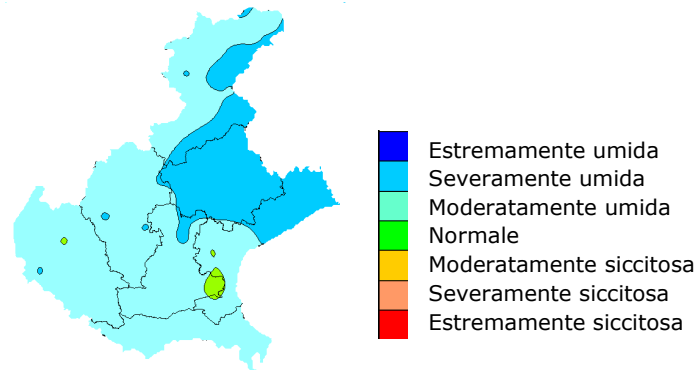 Estremamente umida
Severamente umida
Moderatamente umida
Normale
Moderatamente siccitosa
Severamente siccitosa
Estremamente siccitosa